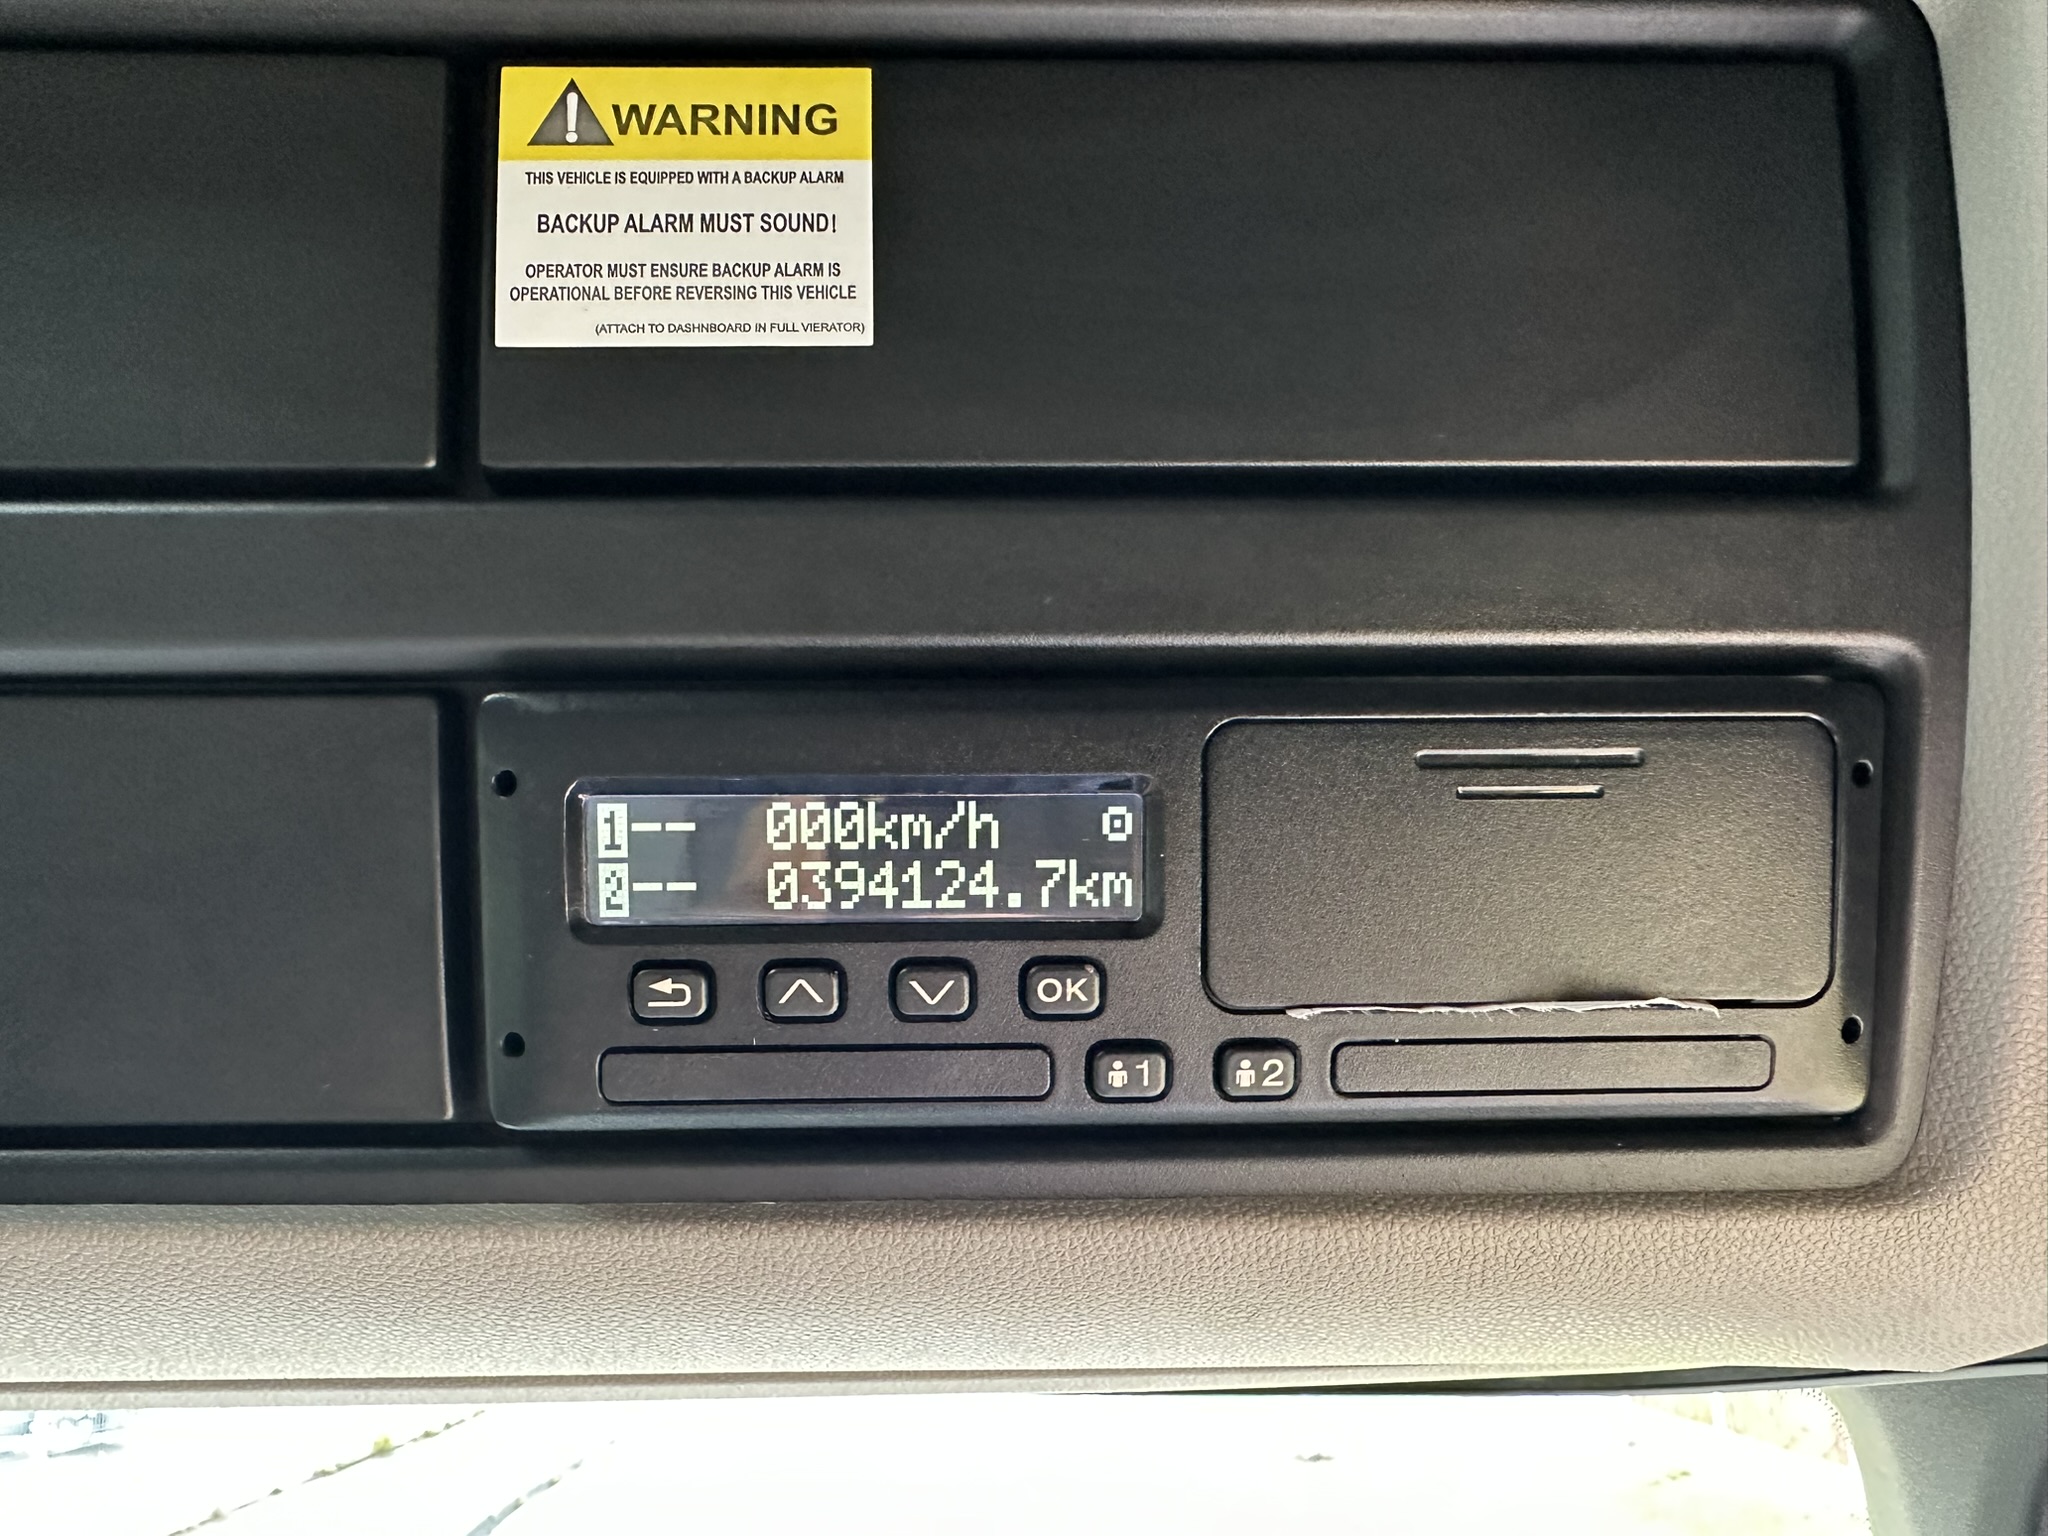 WARNING
THIS VEHICLE IS EQUIPPED WITH A BACKUP ALARM
BACKUP ALARM MUST SOUND!
OPERATOR MUST ENSURE BACKUP ALARM IS
OPERATIONAL BEFORE REVERSING THIS VEHICLE
(ATTACH TO DASHNBOARD IN FULL VIERATOR)
1-- 000km/h
2-- 0394124.7km
OK
1 2